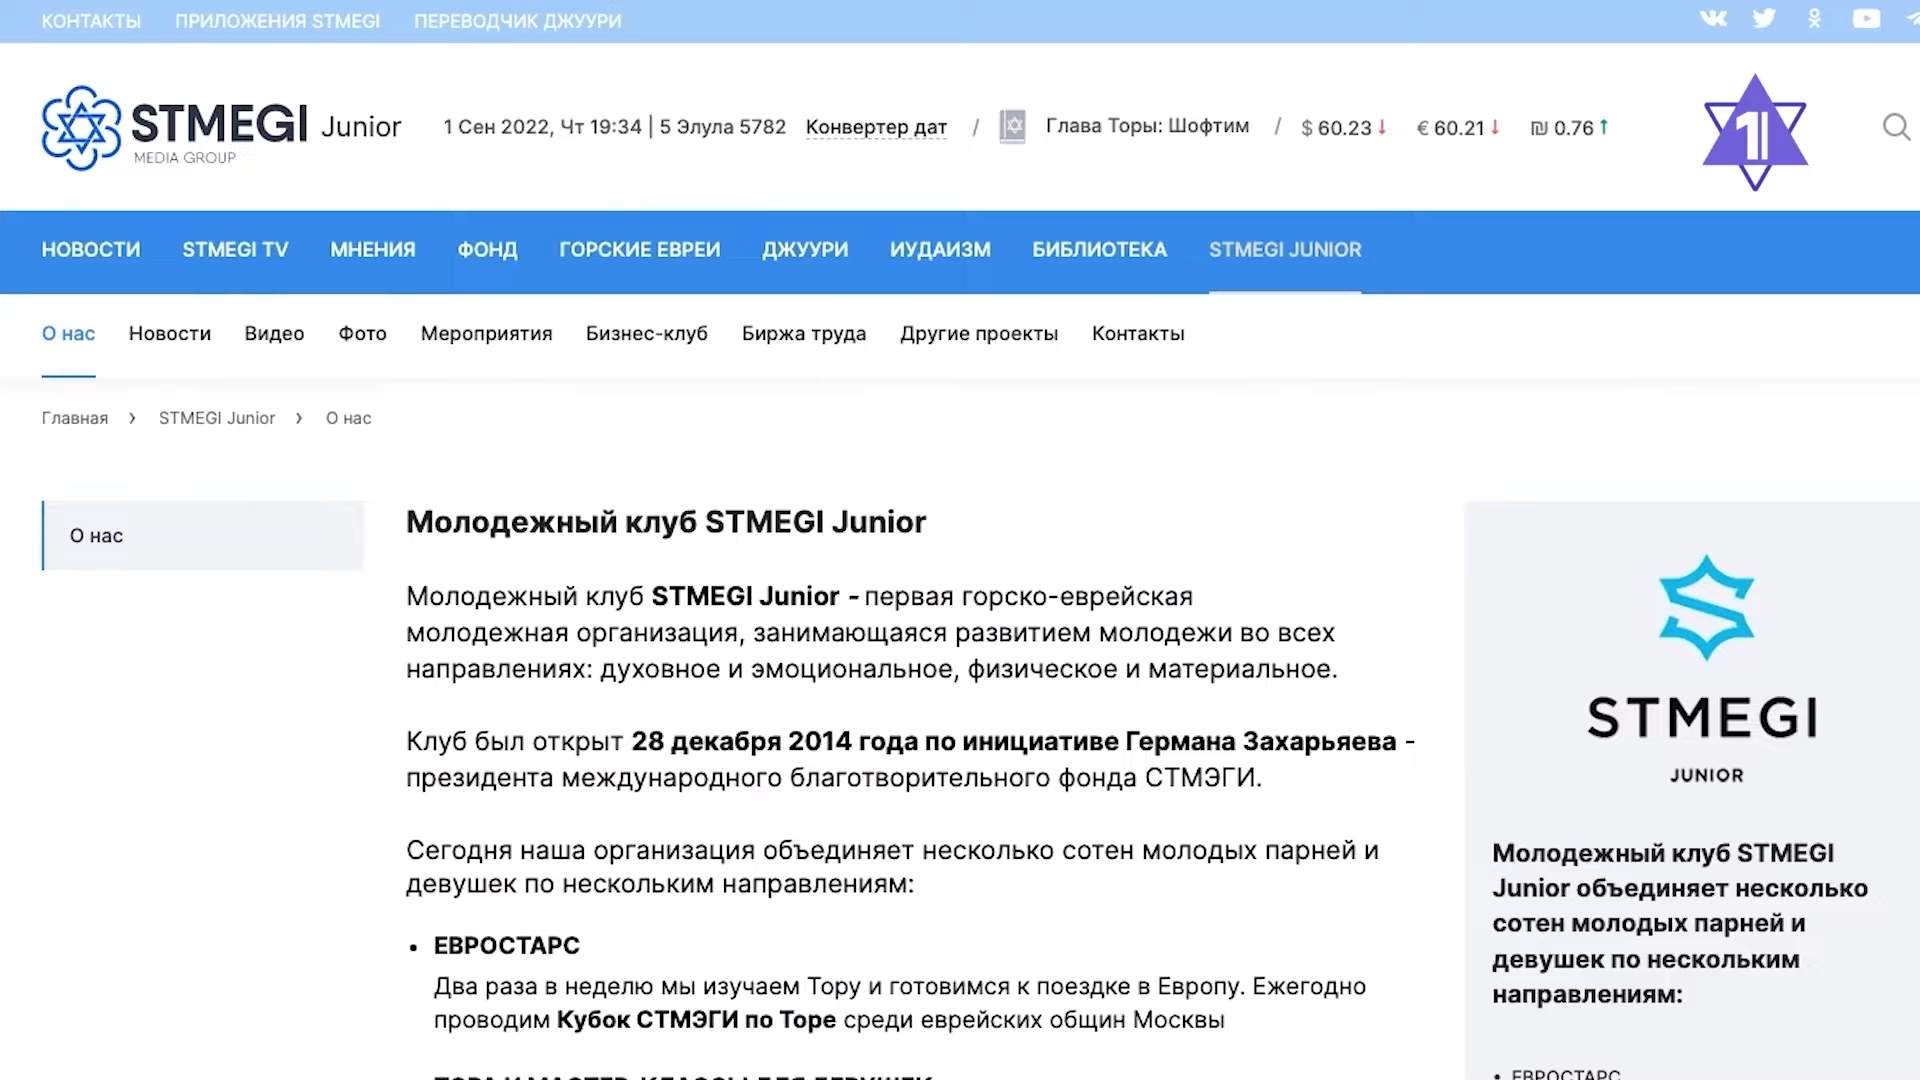 КОНТАКТЫ ПРИЛОЖЕНИЯ STMEGI ПЕРЕВОДЧИК ДЖУУРИ
STMEGI Junior
MEDIA GROUP
1 Сен 2022, Чт 19:34 | 5 Элула 5782 Конвертер дат / Глава Торы: Шофтим / $ 60.23 ↓ € 60.21 ↓ ₪ 0.76 ↑
1
НОВОСТИ STMEGI TV МНЕНИЯ ФОНД ГОРСКИЕ ЕВРЕИ ДЖУУРИ ИУДАИЗМ БИБЛИОТЕКА STMEGI JUNIOR
О нас Новости Видео Фото Мероприятия Бизнес-клуб Биржа труда Другие проекты Контакты
Главная › STMEGI Junior › О нас
О нас
Молодежный клуб STMEGI Junior
Молодежный клуб STMEGI Junior - первая горско-еврейская
молодежная организация, занимающаяся развитием молодежи во всех
направлениях: духовное и эмоциональное, физическое и материальное.
Клуб был открыт 28 декабря 2014 года по инициативе Германа Захарьяева -
президента международного благотворительного фонда СТМЭГИ.
Сегодня наша организация объединяет несколько сотен молодых парней и
девушек по нескольким направлениям:
• ЕВРОСТАРС
Два раза в неделю мы изучаем Тору и готовимся к поездке в Европу. Ежегодно
проводим Кубок СТМЭГИ по Торе среди еврейских общин Москвы
ТОРА И МАСТЕР-КЛАССЫ ДЛЯ ДЕВУШЕК
STMEGI
JUNIOR
Молодежный клуб STMEGI
Junior объединяет несколько
сотен молодых парней и
девушек по нескольким
направлениям:
• ЕВРОСТАРС